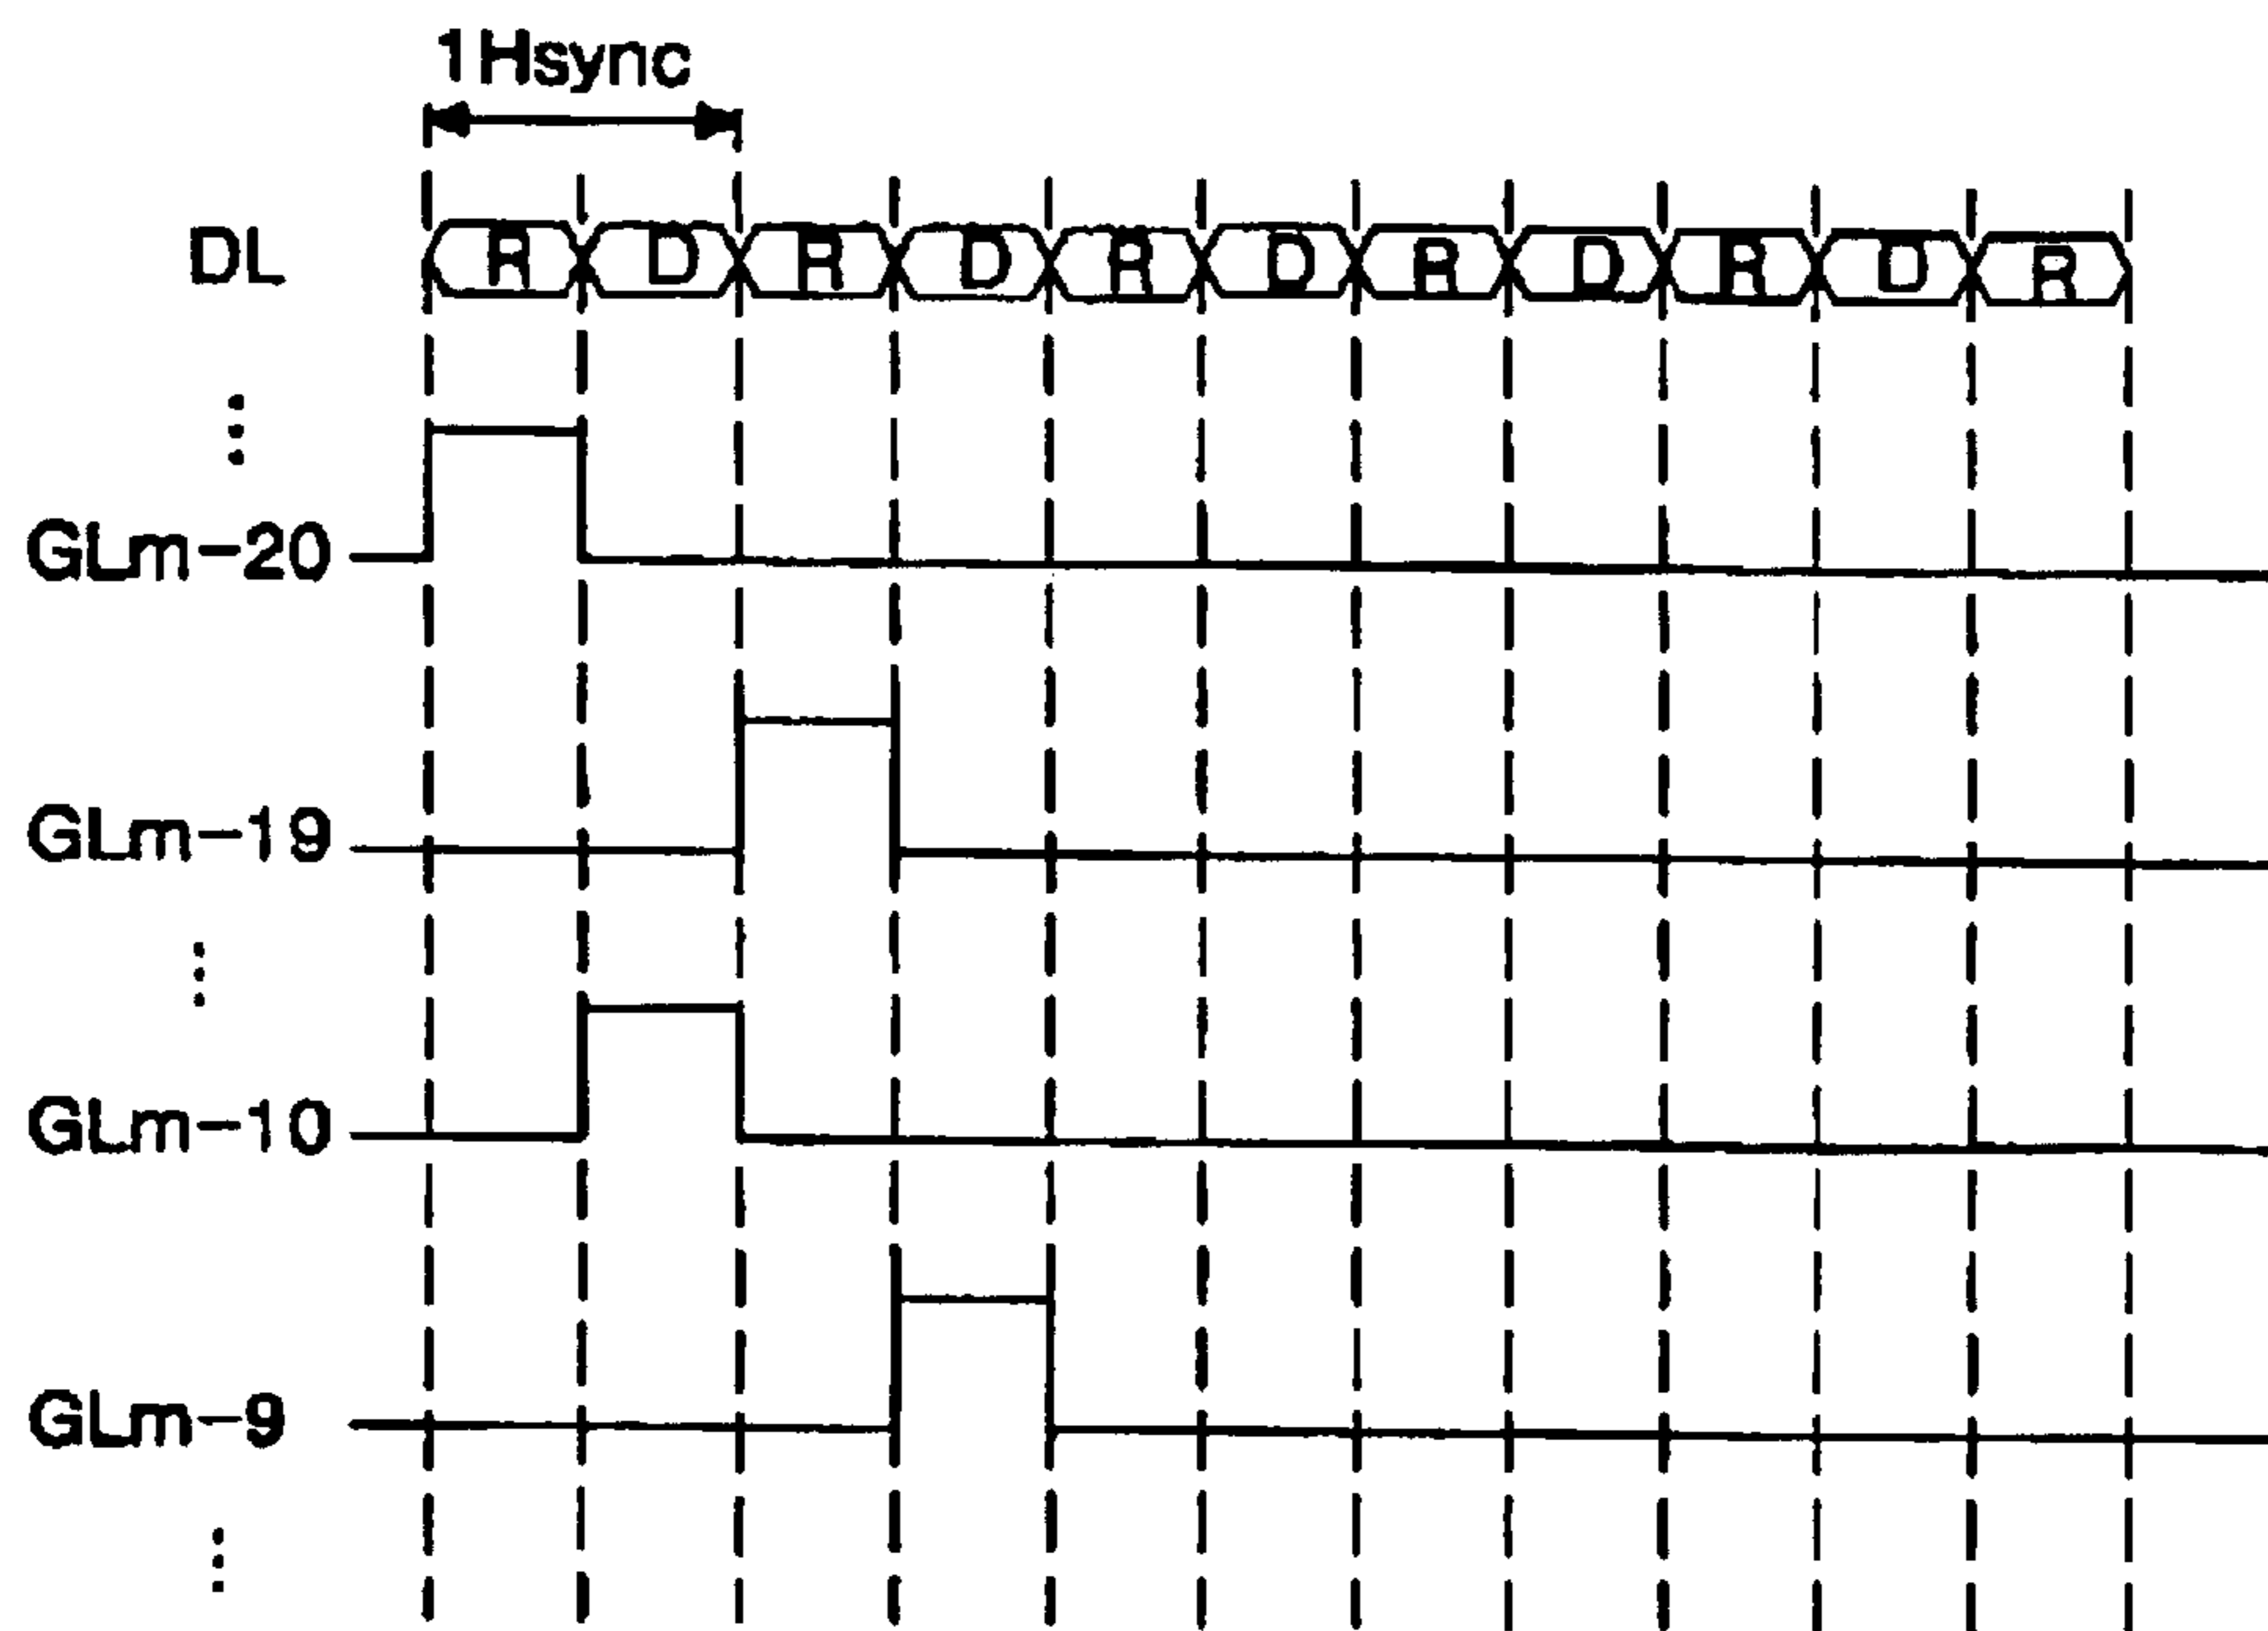 1Hsync
DL R D R D R D R D R D R
GLm-20
GLm-19
GLm-10
GLm-9